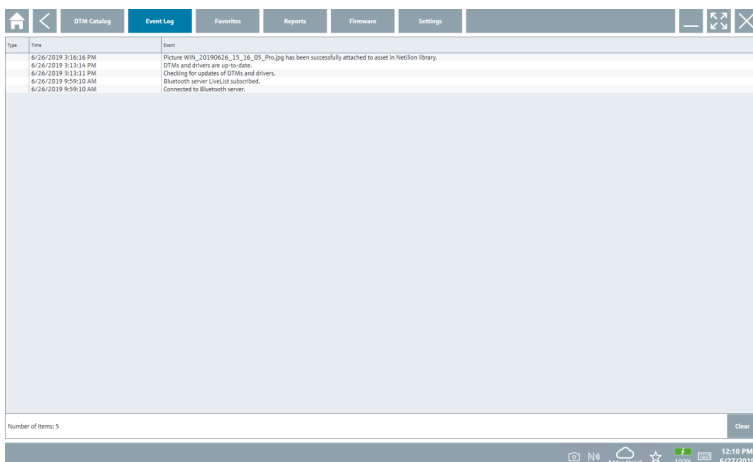 DTM Catalog Event Log Favorites Reports Firmware Settings
Type Time Event
6/26/2019 3:16:16 PM Picture WIN_20190626_15_16_05_Pro.jpg has been successfully attached to asset in Netilion library.
6/26/2019 3:13:14 PM DTMs and drivers are up-to-date.
6/26/2019 3:13:11 PM Checking for updates of DTMs and drivers.
6/26/2019 9:59:10 AM Bluetooth server LiveList subscribed.
6/26/2019 9:59:10 AM Connected to Bluetooth server.
Number of items: 5 Clear
100% 12:10 PM
6/27/2019